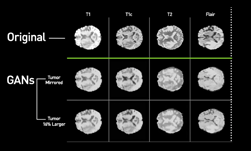 T1 T1c T2 Flair
Original
GANs
Tumor
Mirrored
Tumor
16% Larger